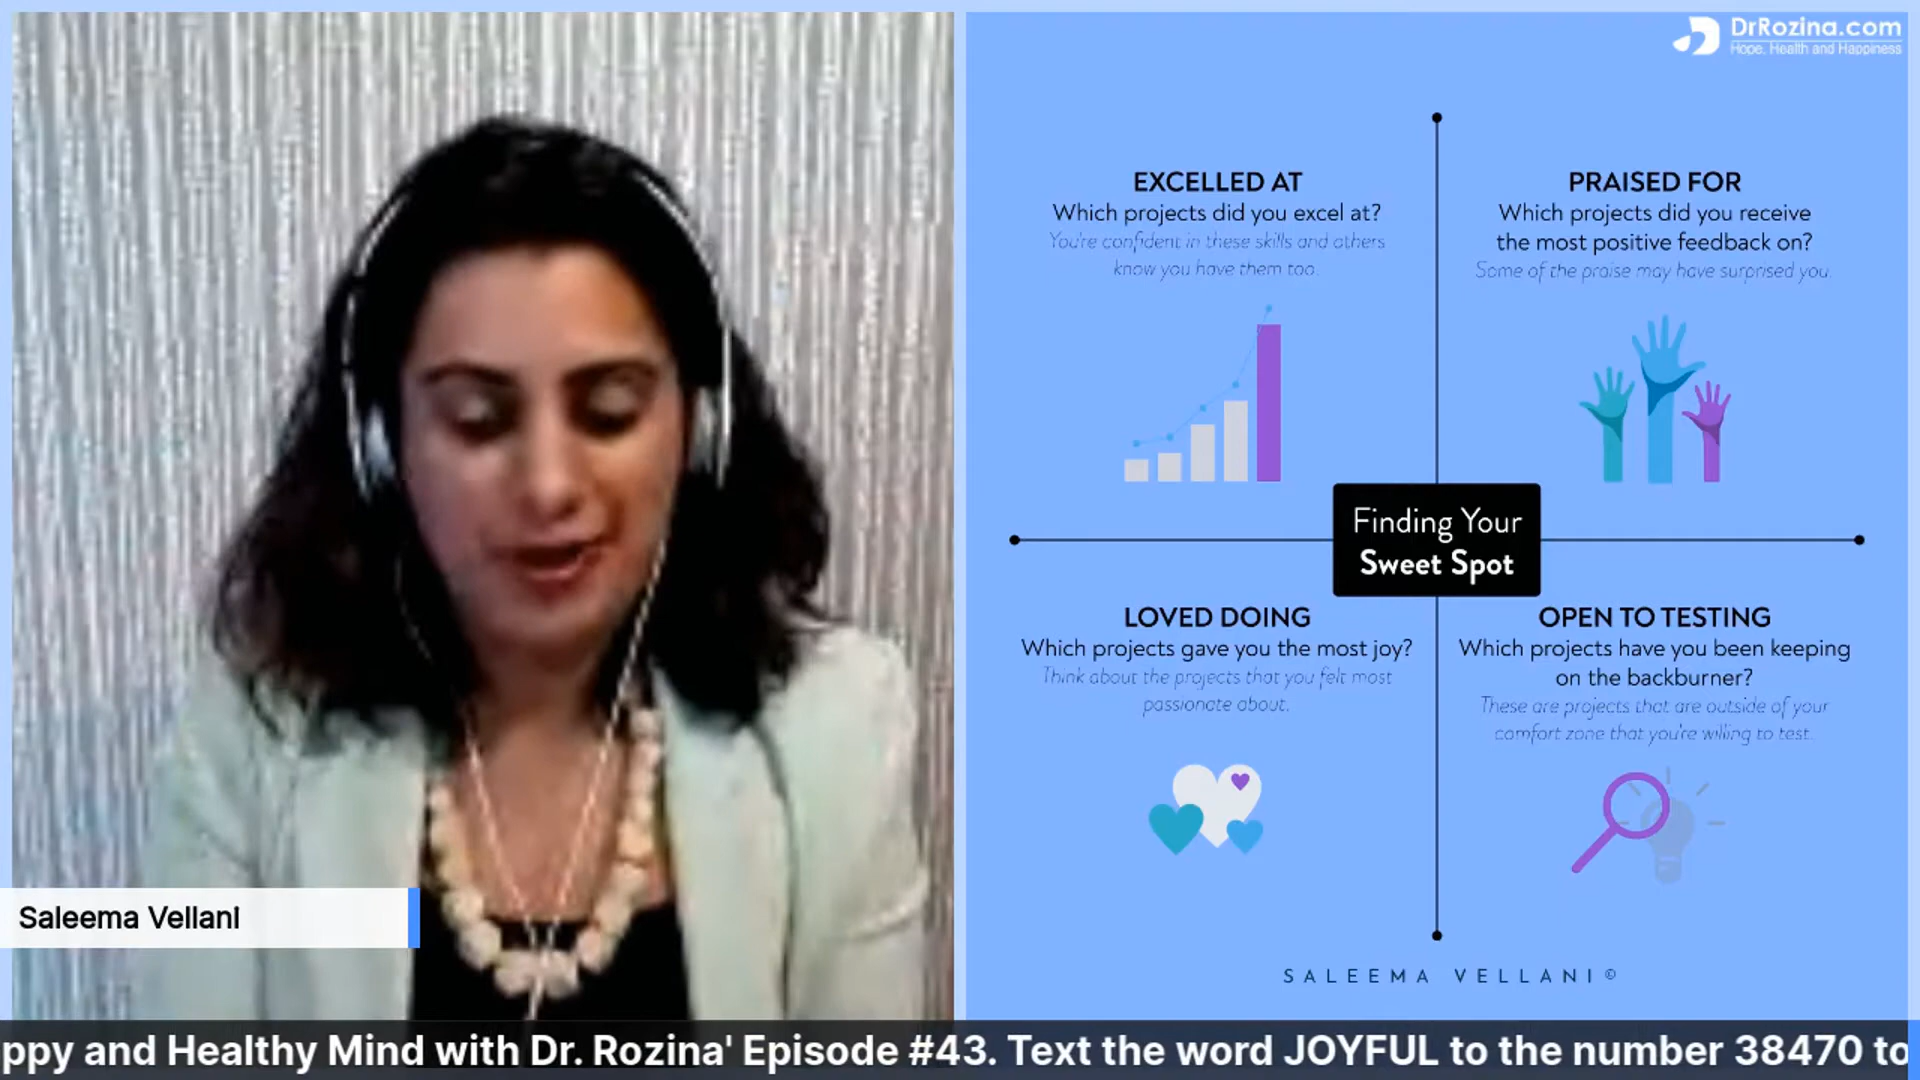 DrRozina.com
Hope, Health and Happiness
EXCELLED AT
Which projects did you excel at?
You're confident in these skills and others
know you have them too.
PRAISED FOR
Which projects did you receive
the most positive feedback on?
Some of the praise may have surprised you.
Finding Your
Sweet Spot
LOVED DOING
Which projects gave you the most joy?
Think about the projects that you felt most
passionate about.
OPEN TO TESTING
Which projects have you been keeping
on the backburner?
These are projects that are outside of your
comfort zone that you're willing to test.
SALEEMA VELLANI©
Saleema Vellani
ppy and Healthy Mind with Dr. Rozina' Episode #43. Text the word JOYFUL to the number 38470 to